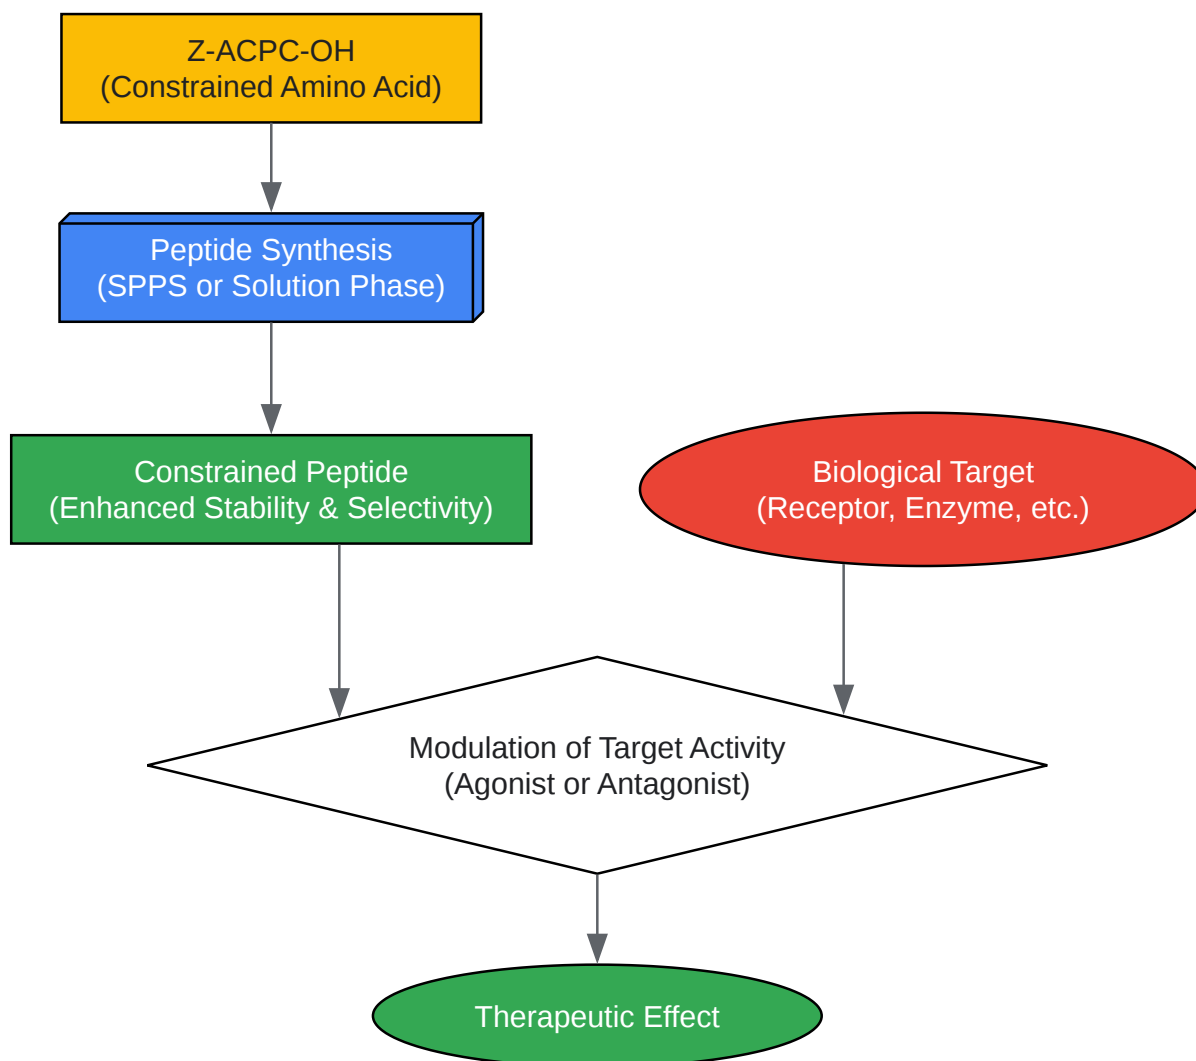 Z-ACPC-OH
(Constrained Amino Acid)
Peptide Synthesis
(SPPS or Solution Phase)
Constrained Peptide
(Enhanced Stability & Selectivity)
Biological Target
(Receptor, Enzyme, etc.)
Modulation of Target Activity
(Agonist or Antagonist)
Therapeutic Effect